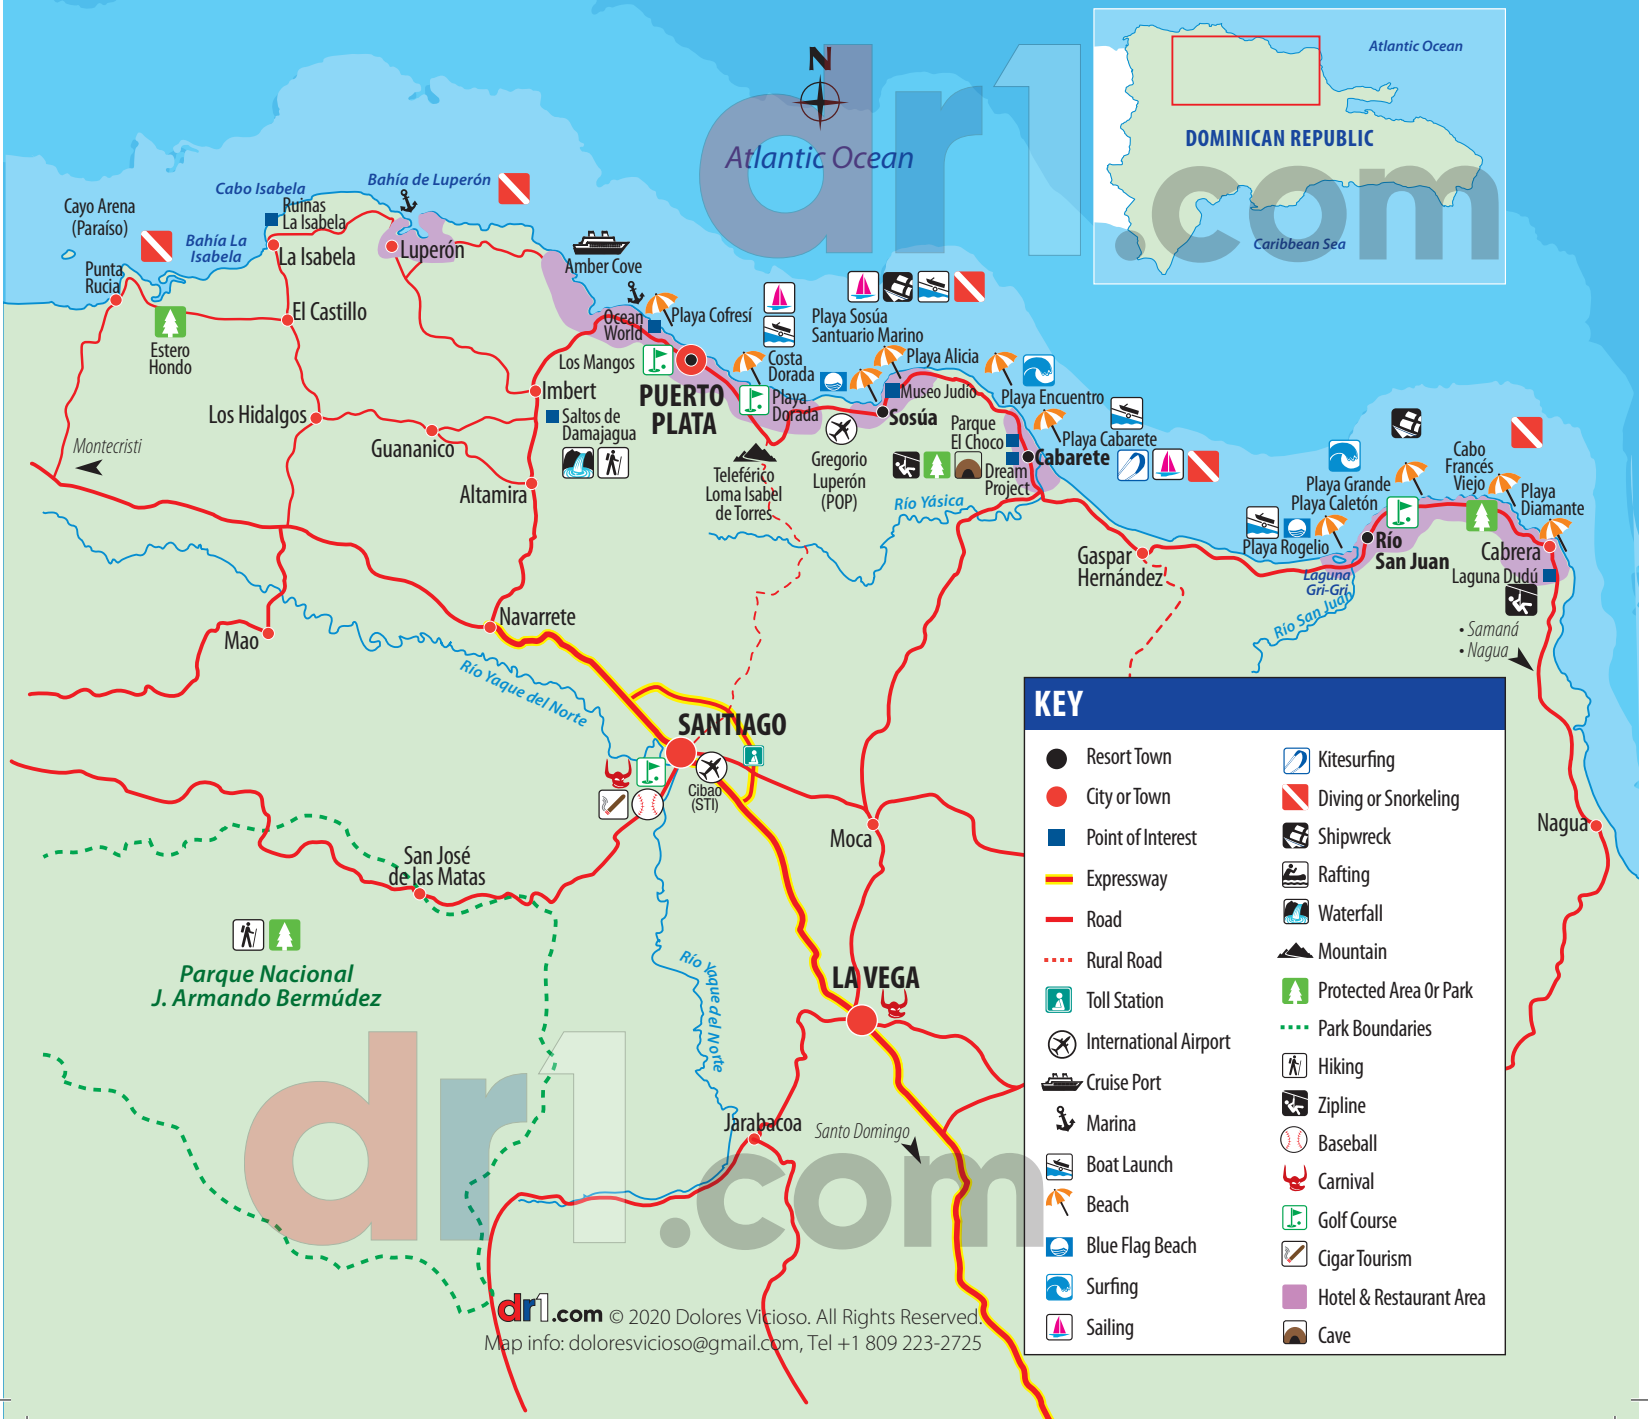 N
Atlantic Ocean
dr1.com
Atlantic Ocean
DOMINICAN REPUBLIC
Caribbean Sea
Cayo Arena
(Paraíso)
Cabo Isabela
Ruinas
La Isabela
Bahía de Luperón
Bahía La
Isabela
La Isabela
Luperón
Punta
Rucia
El Castillo
Estero
Hondo
Amber Cove
Ocean
World
Playa Cofresí
Los Mangos
PUERTO
PLATA
Costa
Dorada
Playa
Dorada
Playa Sosúa
Santuario Marino
Playa Alicia
Museo Judio
Sosúa
Playa Encuentro
Parque
El Choco
Playa Cabarete
Cabarete
Dream
Project
Imbert
Saltos de
Damajagua
Los Hidalgos
Guananico
Altamira
Montecristi
Teleférico
Loma Isabel
de Torres
Gregorio
Luperón
(POP)
Río Yásica
Gaspar
Hernández
Playa Grande
Playa Caletón
Playa Rogelio
Cabo
Francés
Viejo
Playa
Diamante
Río
San Juan
Cabrera
Laguna Dudú
Laguna
Gri-Gri
Río San Juan
• Samaná
• Nagua
Navarrete
Mao
Río Yaque del Norte
SANTIAGO
Cibao
(STI)
Moca
Nagua
San José
de las Matas
Parque Nacional
J. Armando Bermúdez
Río Yaque del Norte
LA VEGA
Jarabacoa
Santo Domingo
dr1.com
KEY
Resort Town
City or Town
Point of Interest
Expressway
Road
Rural Road
Toll Station
International Airport
Cruise Port
Marina
Boat Launch
Beach
Blue Flag Beach
Surfing
Sailing
Kitesurfing
Diving or Snorkeling
Shipwreck
Rafting
Waterfall
Mountain
Protected Area Or Park
Park Boundaries
Hiking
Zipline
Baseball
Carnival
Golf Course
Cigar Tourism
Hotel & Restaurant Area
Cave
dr1.com © 2020 Dolores Vicioso. All Rights Reserved.
Map info: doloresvicioso@gmail.com, Tel +1 809 223-2725